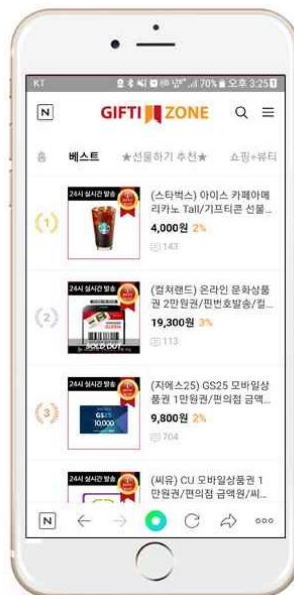 KT 70% 오후 3:25
N GIFTI ZONE
홈 베스트 ★선물하기 추천★ 쇼핑+뷰티
24시 실시간 발송
1
(스타벅스) 아이스 카페아메
리카노 Tall/기프티콘 선물...
4,000원 2%
143
24시 실시간 발송
2
SOLD OUT
(컬쳐랜드) 온라인 문화상품
권 2만원권/핀번호발송/컬...
19,300원 3%
113
24시 실시간 발송
3
GS25
10,000
(지에스25) GS25 모바일상
품권 1만원권/편의점 금액...
9,800원 2%
704
24시 실시간 발송
(씨유) CU 모바일상품권 1
만원권/편의점 금액원/씨...
N